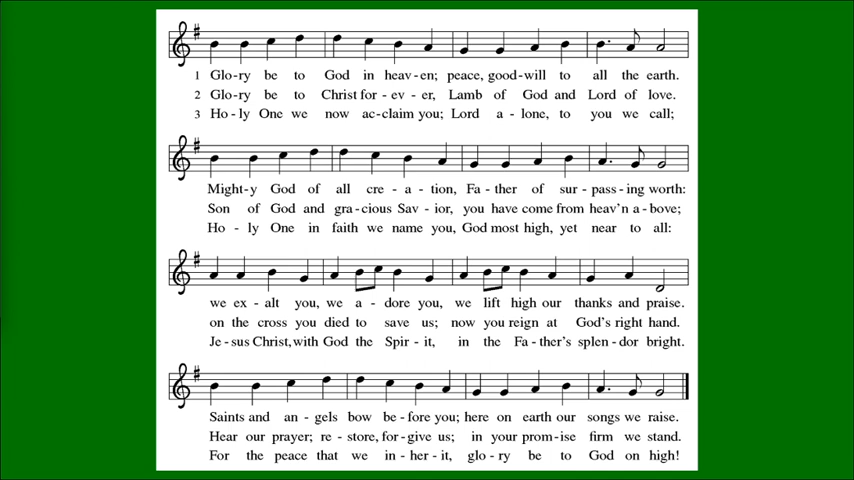 1 Glo-ry be to God in heav-en; peace, good-will to all the earth.
2 Glo-ry be to Christ for - ev - er, Lamb of God and Lord of love.
3 Ho - ly One we now ac-claim you; Lord a - lone, to you we call;
Might-y God of all cre - a - tion, Fa - ther of sur - pass - ing worth:
Son of God and gra-cious Sav - ior, you have come from heav'n a - bove;
Ho - ly One in faith we name you, God most high, yet near to all:
we ex - alt you, we a - dore you, we lift high our thanks and praise.
on the cross you died to save us; now you reign at God's right hand.
Je - sus Christ, with God the Spir - it, in the Fa - ther's splen - dor bright.
Saints and an - gels bow be - fore you; here on earth our songs we raise.
Hear our prayer; re - store, for - give us; in your prom - ise firm we stand.
For the peace that we in - her - it, glo - ry be to God on high!